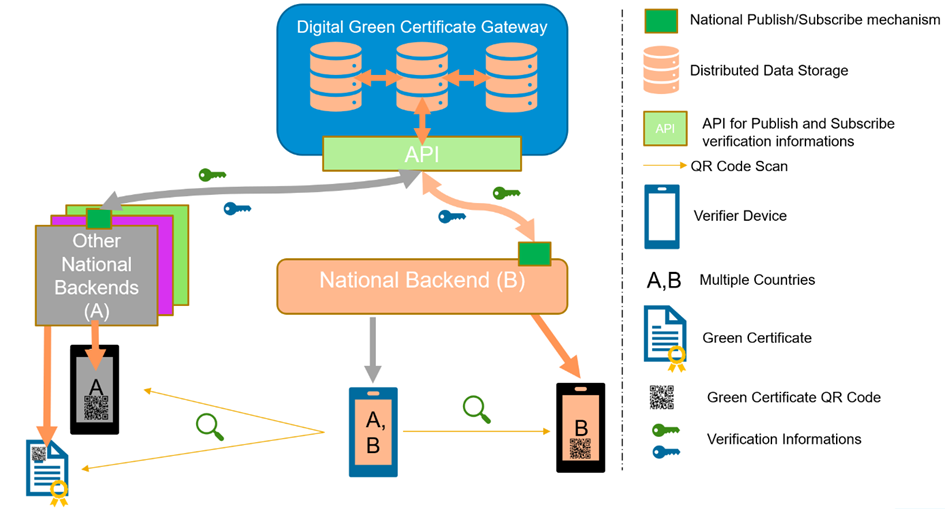 Digital Green Certificate Gateway
API
Other
National
Backends
(A)
National Backend (B)
A
A,
B
B
National Publish/Subscribe mechanism
Distributed Data Storage
API
API for Publish and Subscribe
verification informations
QR Code Scan
Verifier Device
A,B
Multiple Countries
Green Certificate
Green Certificate QR Code
Verification Informations